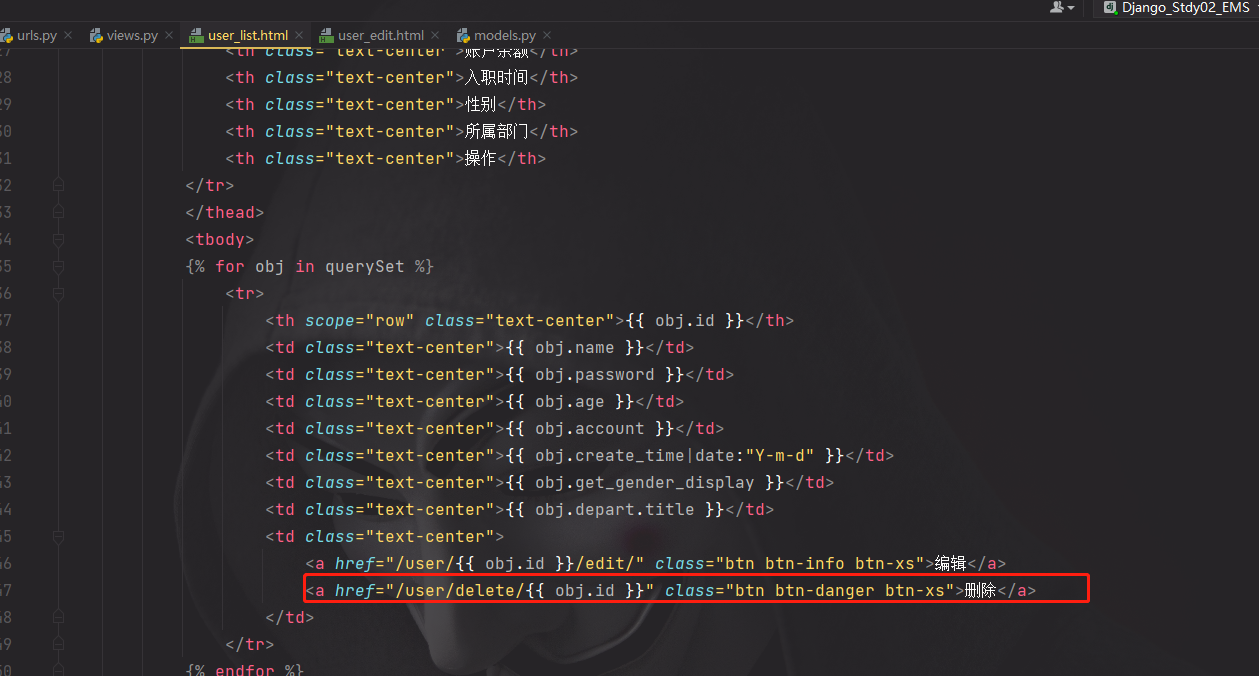 Django_Stdy02_EMS
urls.py × views.py × user_list.html × user_edit.html × models.py ×
<th class="text-center">账户余额</th>
28 <th class="text-center">入职时间</th>
29 <th class="text-center">性别</th>
30 <th class="text-center">所属部门</th>
31 <th class="text-center">操作</th>
32 </tr>
33 </thead>
34 <tbody>
35 {% for obj in querySet %}
36 <tr>
37 <th scope="row" class="text-center">{{ obj.id }}</th>
38 <td class="text-center">{{ obj.name }}</td>
39 <td class="text-center">{{ obj.password }}</td>
40 <td class="text-center">{{ obj.age }}</td>
41 <td class="text-center">{{ obj.account }}</td>
42 <td class="text-center">{{ obj.create_time|date:"Y-m-d" }}</td>
43 <td class="text-center">{{ obj.get_gender_display }}</td>
44 <td class="text-center">{{ obj.depart.title }}</td>
45 <td class="text-center">
46 <a href="/user/{{ obj.id }}/edit/" class="btn btn-info btn-xs">编辑</a>
47 <a href="/user/delete/{{ obj.id }}" class="btn btn-danger btn-xs">删除</a>
48 </td>
49 </tr>
50 {% endfor %}